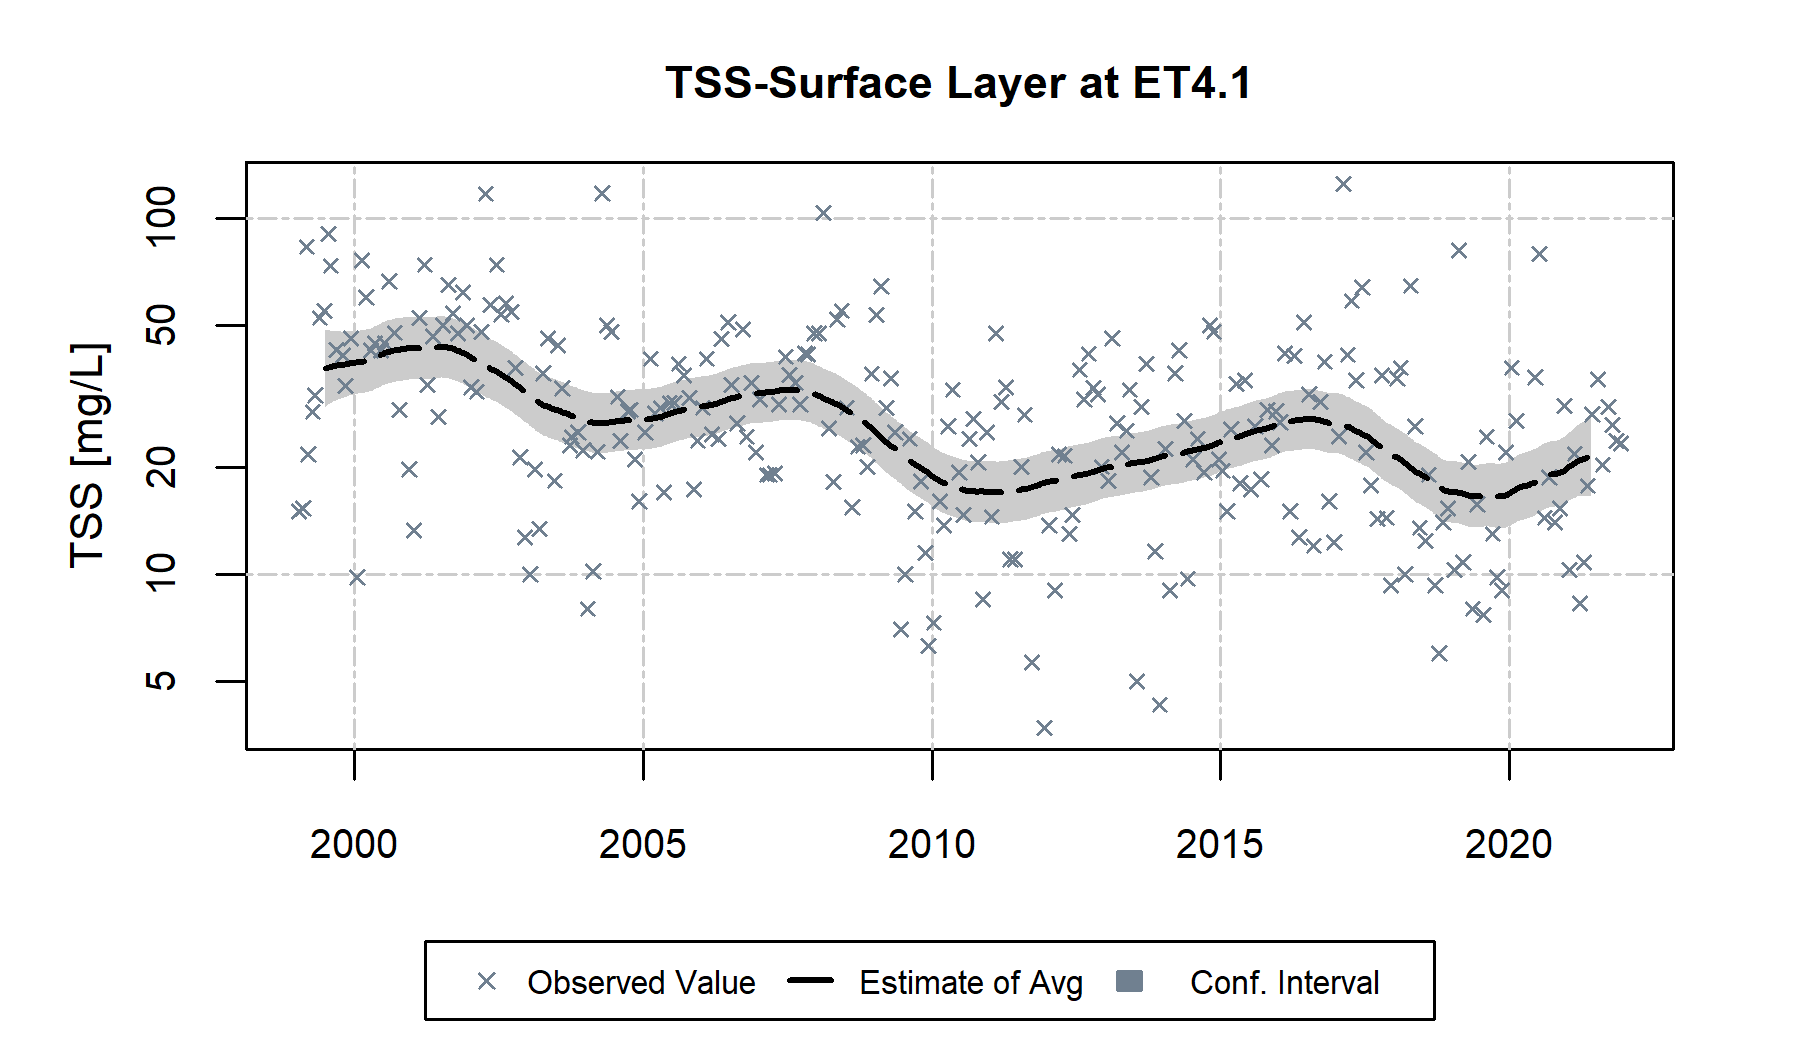 TSS-Surface Layer at ET4.1
TSS [mg/L]
100
50
20
10
5
2000 2005 2010 2015 2020
Observed Value Estimate of Avg Conf. Interval